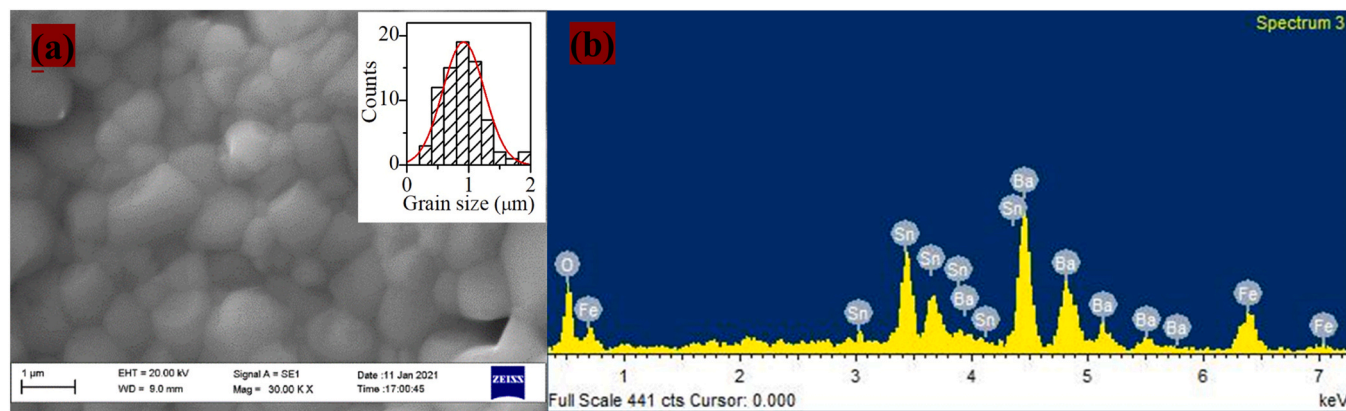 (a)
20
10
0
Counts
0 1 2
Grain size (μm)
1 μm
EHT = 20.00 kV
WD = 9.0 mm
Signal A = SE1
Mag = 30.00 K X
Date :11 Jan 2021
Time :17:00:45
ZEISS
(b)
Spectrum 3
O
Fe
Sn
Sn
Sn
Sn
Ba
Sn
Ba
Sn
Ba
Ba
Ba
Ba
Fe
Fe
1 2 3 4 5 6 7
Full Scale 441 cts Cursor: 0.000
keV